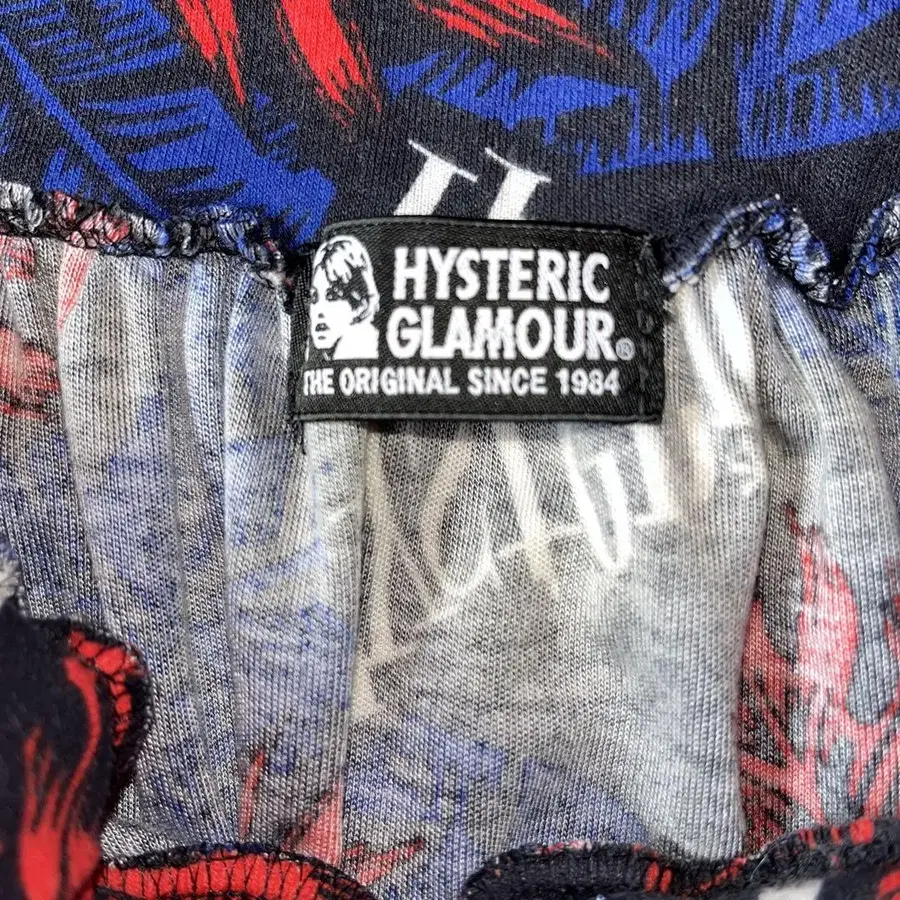 HYSTERIC
GLAMOUR®
THE ORIGINAL SINCE 1984